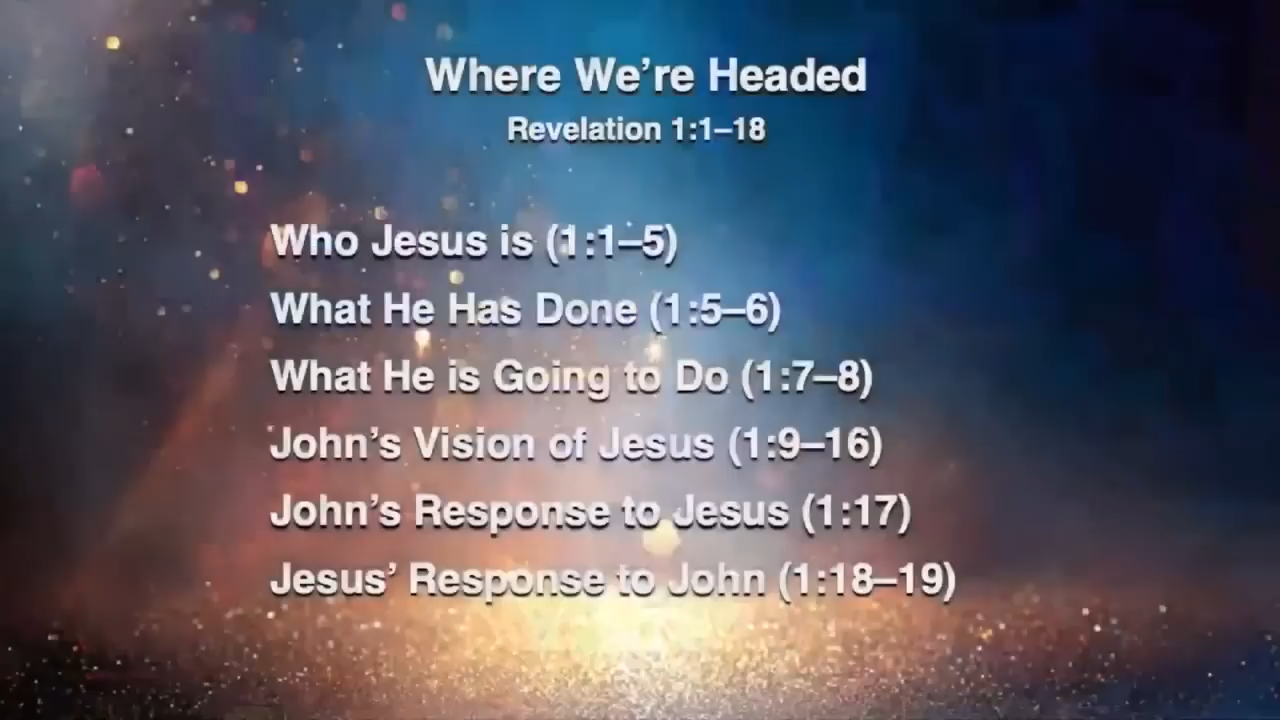 Where We’re Headed
Revelation 1:1–18
Who Jesus is (1:1–5)
What He Has Done (1:5–6)
What He is Going to Do (1:7–8)
John’s Vision of Jesus (1:9–16)
John’s Response to Jesus (1:17)
Jesus’ Response to John (1:18–19)